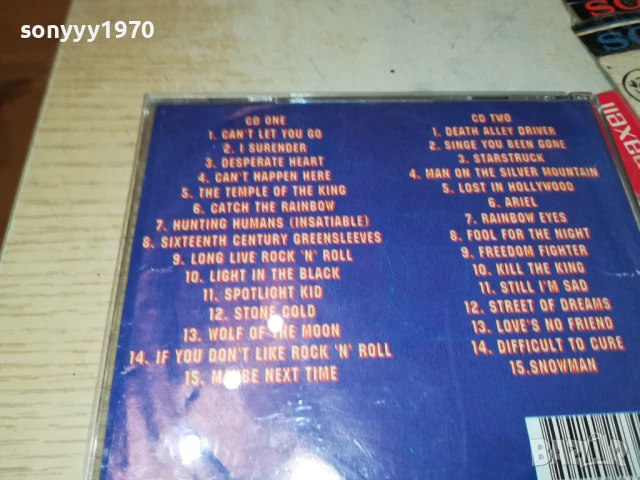 sonyyy1970
CD ONE
1. CAN'T LET YOU GO
2. I SURENDER
3. DESPERATE HEART
4. CAN'T HAPPEN HERE
5. THE TEMPLE OF THE KING
6. CATCH THE RAINBOW
7. HUNTING HUMANS (INSATIABLE)
8. SIXTEENTH CENTURY GREENSLEEVES
9. LONG LIVE ROCK 'N' ROLL
10. LIGHT IN THE BLACK
11. SPOTLIGHT KID
12. STONE COLD
13. WOLF OF THE MOON
14. IF YOU DON'T LIKE ROCK 'N' ROLL
15. MAYBE NEXT TIME
CD TWO
1. DEATH ALLEY DRIVER
2. SINGE YOU BEEN GONE
3. STARSTRUCK
4. MAN ON THE SILVER MOUNTAIN
5. LOST IN HOLLYWOOD
6. ARIEL
7. RAINBOW EYES
8. FOOL FOR THE NIGHT
9. FREEDOM FIGHTER
10. KILL THE KING
11. STILL I'M SAD
12. STREET OF DREAMS
13. LOVE'S NO FRIEND
14. DIFFICULT TO CURE
15. SNOWMAN
maxell